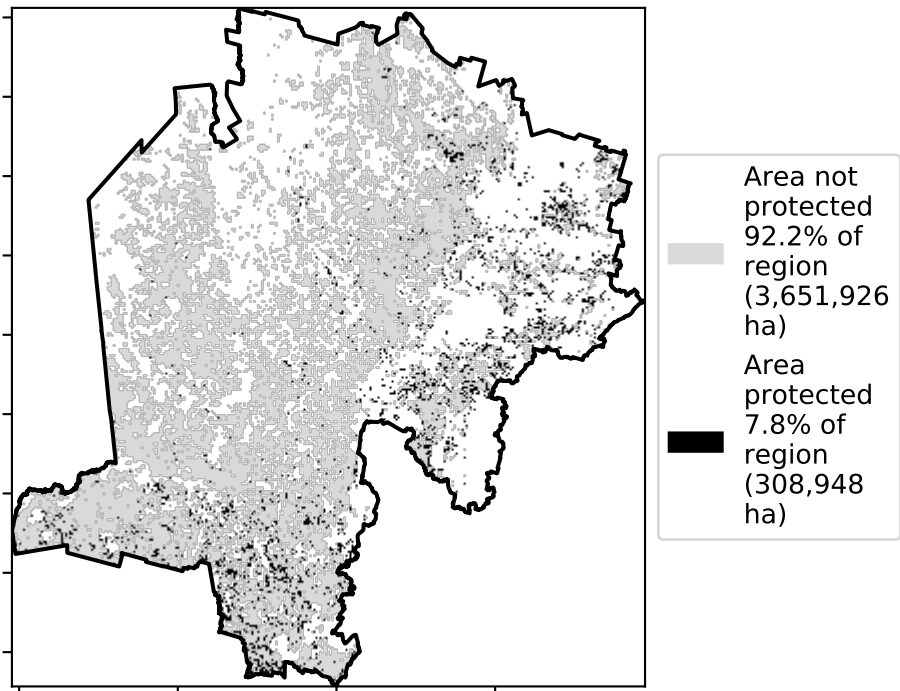 Area not
protected
92.2% of
region
(3,651,926
ha)
Area
protected
7.8% of
region
(308,948
ha)